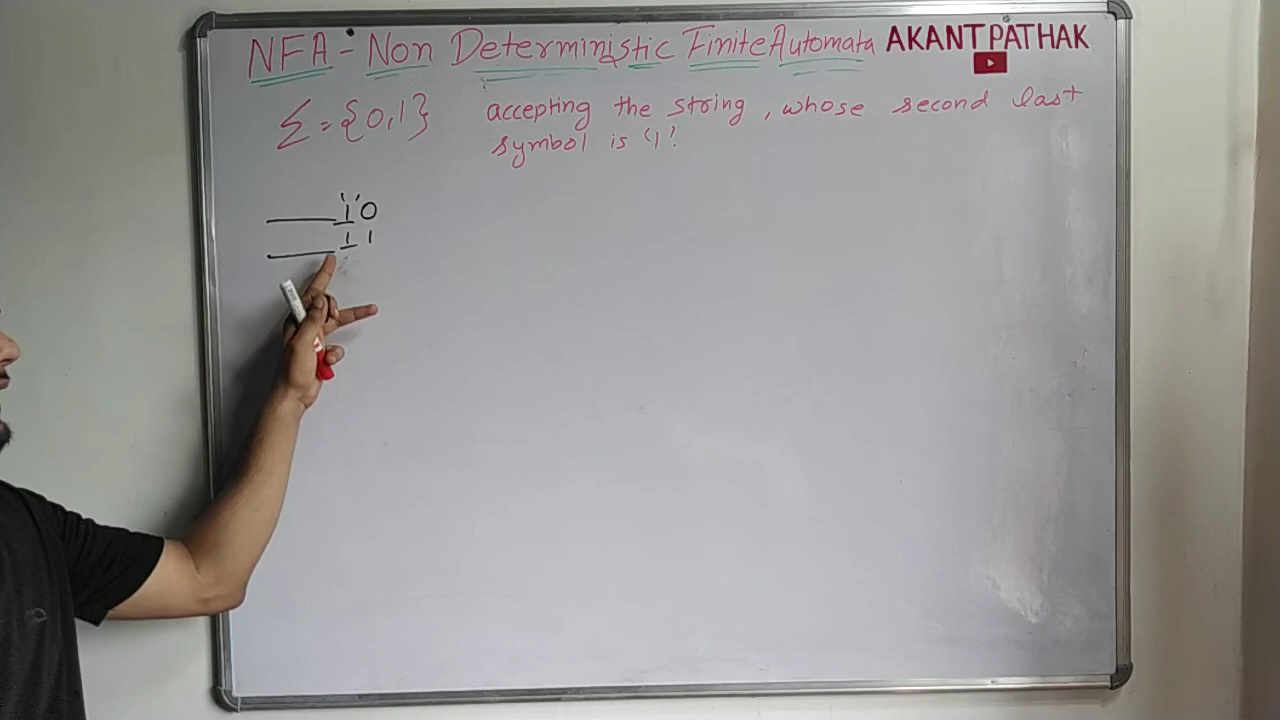 NFA - Non Deterministic Finite Automata AKANT PATHAK
Σ = {0,1} accepting the string, whose second last
symbol is '1'
'1' 0
1 1